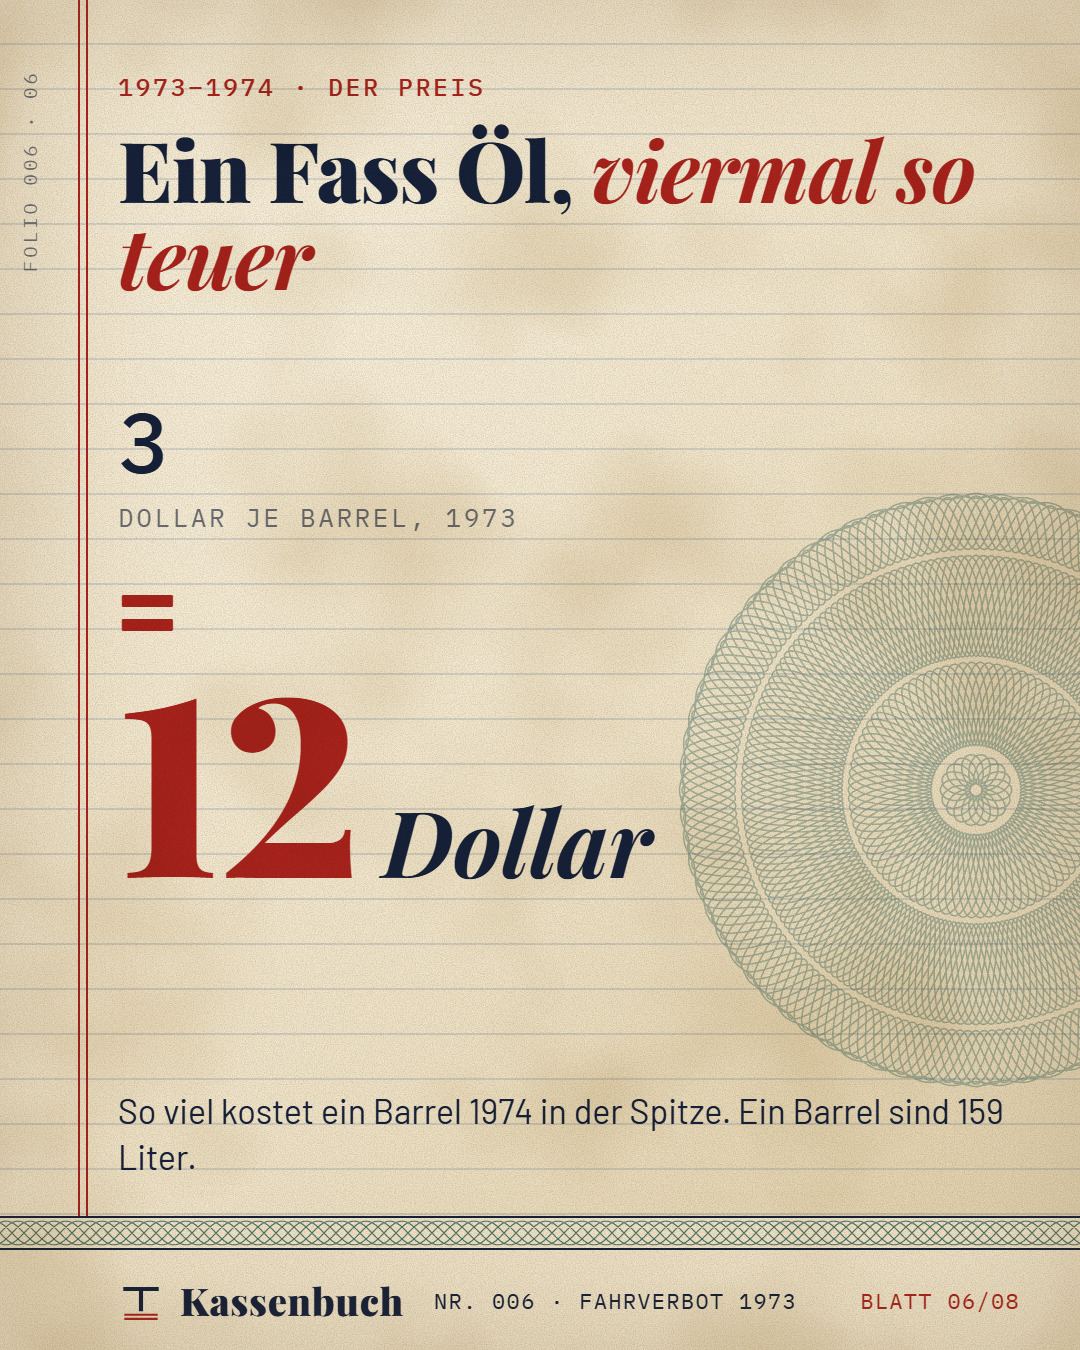 FOLIO 006 · 06
1973–1974 · DER PREIS
Ein Fass Öl, viermal so
teuer
3
DOLLAR JE BARREL, 1973
=
12 Dollar
So viel kostet ein Barrel 1974 in der Spitze. Ein Barrel sind 159
Liter.
Kassenbuch NR. 006 · FAHRVERBOT 1973 BLATT 06/08